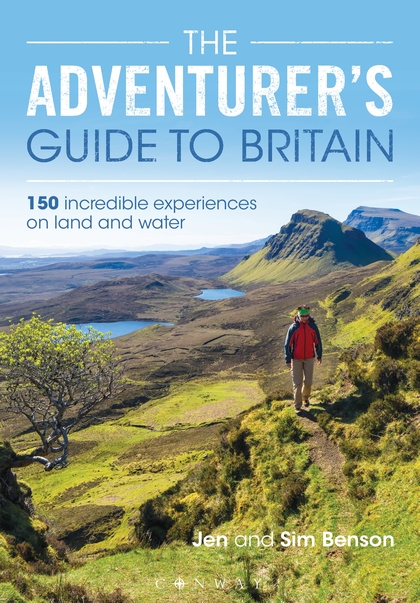 THE
ADVENTURER'S
GUIDE TO BRITAIN
150 incredible experiences
on land and water
Jen and Sim Benson
CONWAY